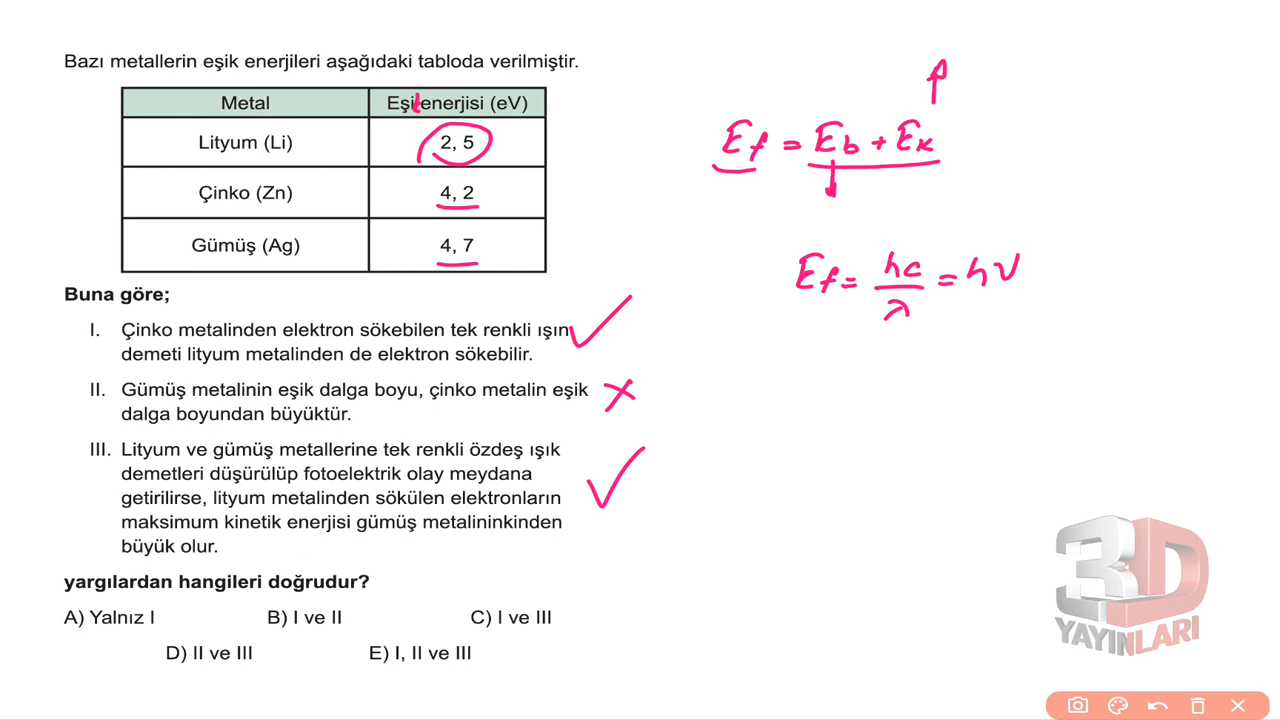 Bazı metallerin eşik enerjileri aşağıdaki tabloda verilmiştir.
Metal Eşik enerjisi (eV)
Lityum (Li) 2, 5
Çinko (Zn) 4, 2
Gümüş (Ag) 4, 7
Buna göre;
I. Çinko metalinden elektron sökebilen tek renkli ışın
demeti lityum metalinden de elektron sökebilir.
II. Gümüş metalinin eşik dalga boyu, çinko metalin eşik
dalga boyundan büyüktür.
III. Lityum ve gümüş metallerine tek renkli özdeş ışık
demetleri düşürülüp fotoelektrik olay meydana
getirilirse, lityum metalinden sökülen elektronların
maksimum kinetik enerjisi gümüş metalininkinden
büyük olur.
yargılardan hangileri doğrudur?
A) Yalnız I B) I ve II C) I ve III
D) II ve III E) I, II ve III
Ef = Eb + Ek
Ef = hc/λ = hν
3D
YAYINLARI